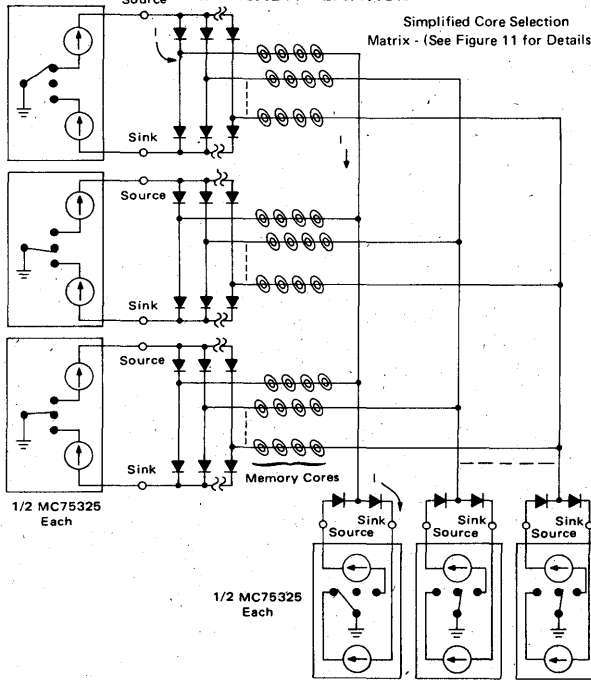 Source
Simplified Core Selection
Matrix - (See Figure 11 for Details
I
Sink
I
Source
Sink
Source
Sink
Memory Cores
1/2 MC75325
Each
I
Source
Sink
Source
Sink
Source
Sink
1/2 MC75325
Each